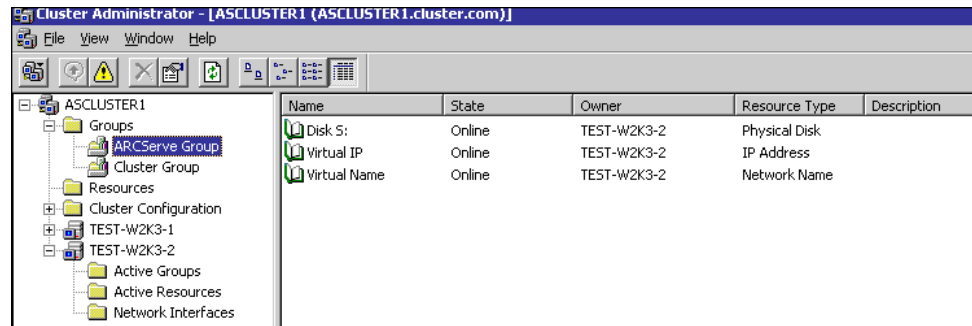 Cluster Administrator - [ASCLUSTER1 (ASCLUSTER1.cluster.com)]
File View Window Help
ASCLUSTER1
Groups
ARCServe Group
Cluster Group
Resources
Cluster Configuration
TEST-W2K3-1
TEST-W2K3-2
Active Groups
Active Resources
Network Interfaces
Name State Owner Resource Type Description
Disk S: Online TEST-W2K3-2 Physical Disk
Virtual IP Online TEST-W2K3-2 IP Address
Virtual Name Online TEST-W2K3-2 Network Name